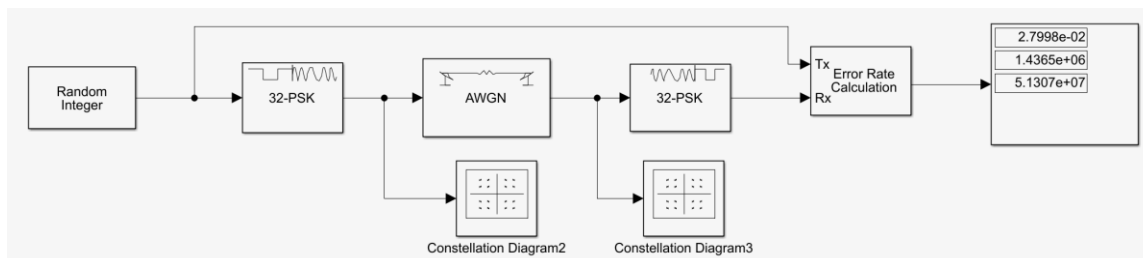 Random
Integer
32-PSK
AWGN
32-PSK
Tx
Rx
Error Rate
Calculation
2.7998e-02
1.4365e+06
5.1307e+07
Constellation Diagram2
Constellation Diagram3